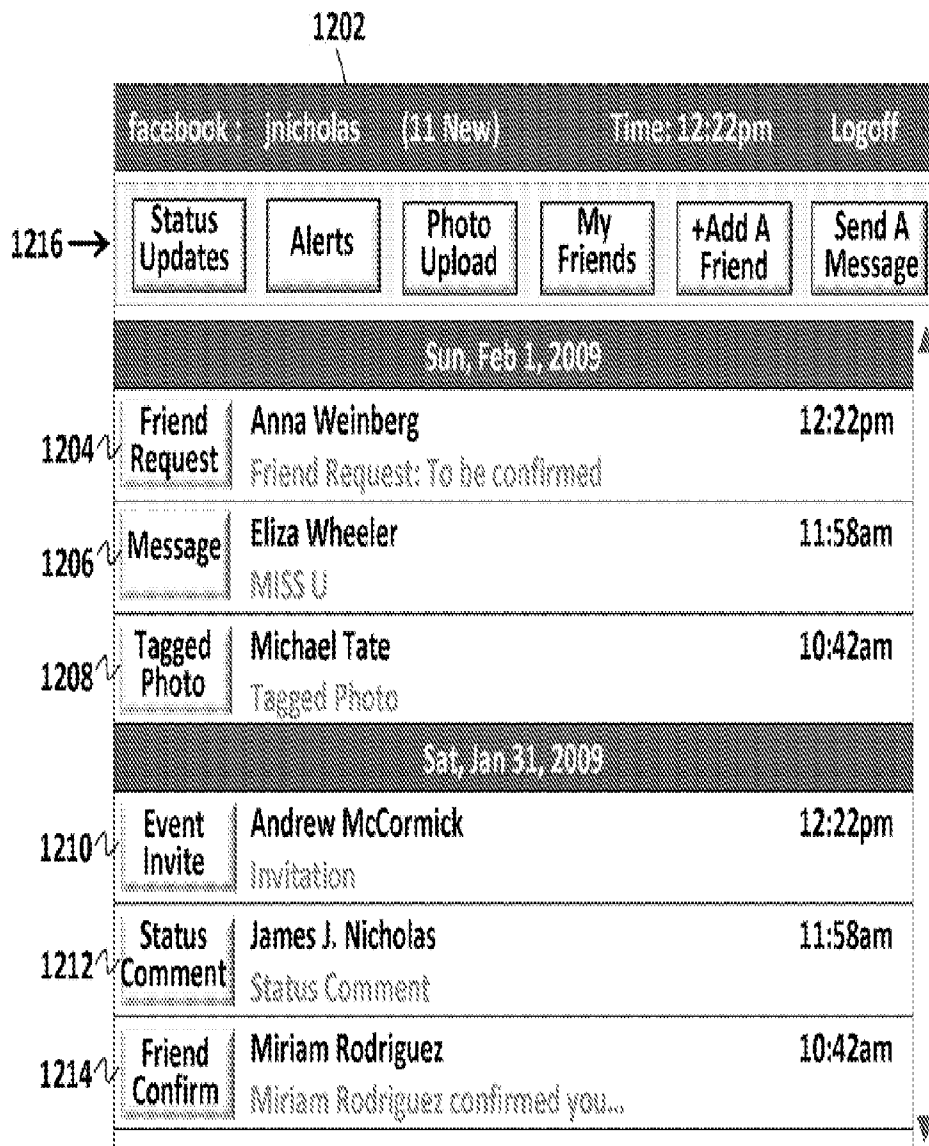 1202
facebook : jnicholas (11 New) Time: 12:22pm Logoff
1216
Status Updates
Alerts
Photo Upload
My Friends
+Add A Friend
Send A Message
Sun, Feb 1, 2009
1204
Friend Request
Anna Weinberg 12:22pm
Friend Request: To be confirmed
1206
Message
Eliza Wheeler 11:58am
MISS U
1208
Tagged Photo
Michael Tate 10:42am
Tagged Photo
Sat, Jan 31, 2009
1210
Event Invite
Andrew McCormick 12:22pm
Invitation
1212
Status Comment
James J. Nicholas 11:58am
Status Comment
1214
Friend Confirm
Miriam Rodriguez 10:42am
Miriam Rodriguez confirmed you...